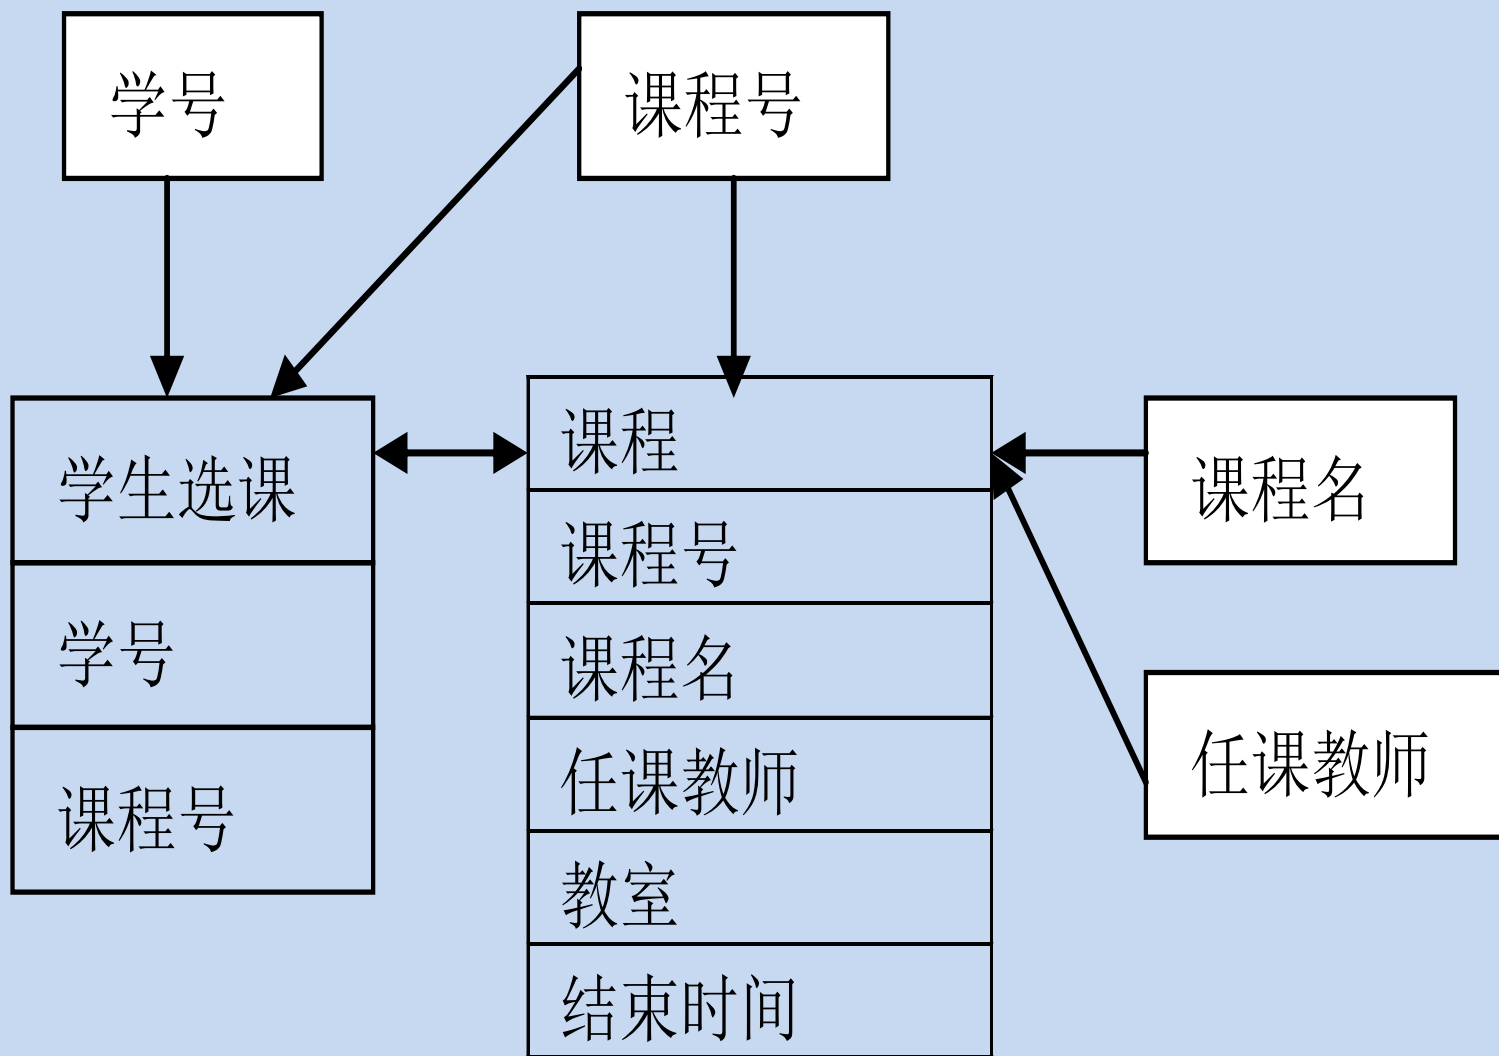 学号
课程号
学生选课
学号
课程号
课程
课程号
课程名
任课教师
教室
结束时间
课程名
任课教师